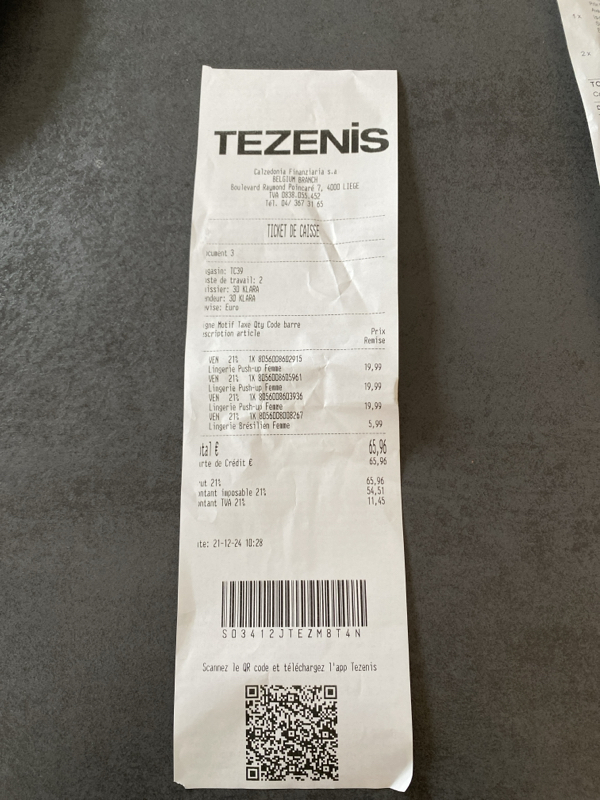 TEZENIS
Calzedonia Finanziaria s.a
BELGIUM BRANCH
Boulevard Raymond Poincaré 7, 4000 LIEGE
TVA 0838.055.452
Tel. 04/ 367 31 65
TICKET DE CAISSE
cument 3
gasin: TC39
ste de travail: 2
issier: 3D KLARA
ndeur: 3D KLARA
vise: Euro
gne Motif Taxe Qty Code barre
scription article Prix
Remise
VEN 21% 1X 8056008602915
Lingerie Push-up Femme 19,99
VEN 21% 1X 8056008605961
Lingerie Push-up Femme 19,99
VEN 21% 1X 8056008603936
Lingerie Push-up Femme 19,99
VEN 21% 1X 8056008008267
Lingerie Brésilien Femme 5,99
tal € 65,96
rte de Crédit € 65,96
ut 21% 65,96
ntant imposable 21% 54,51
ntant TVA 21% 11,45
te: 21-12-24 10:28
S03412JTEZM8T4N
Scannez le QR code et téléchargez l'app Tezenis
1x
2x
TO